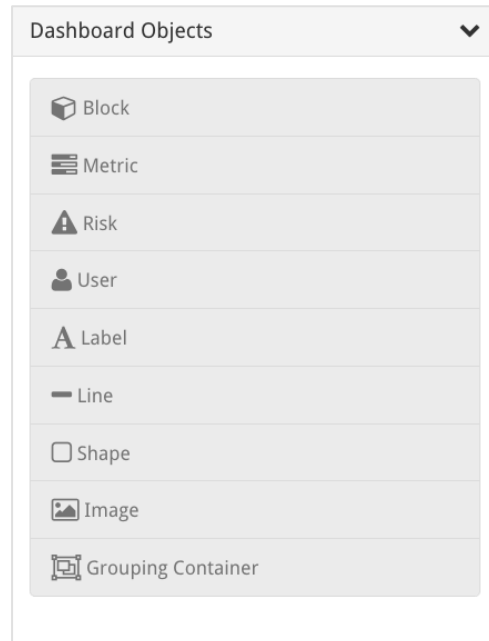 Dashboard Objects
Block
Metric
Risk
User
Label
Line
Shape
Image
Grouping Container